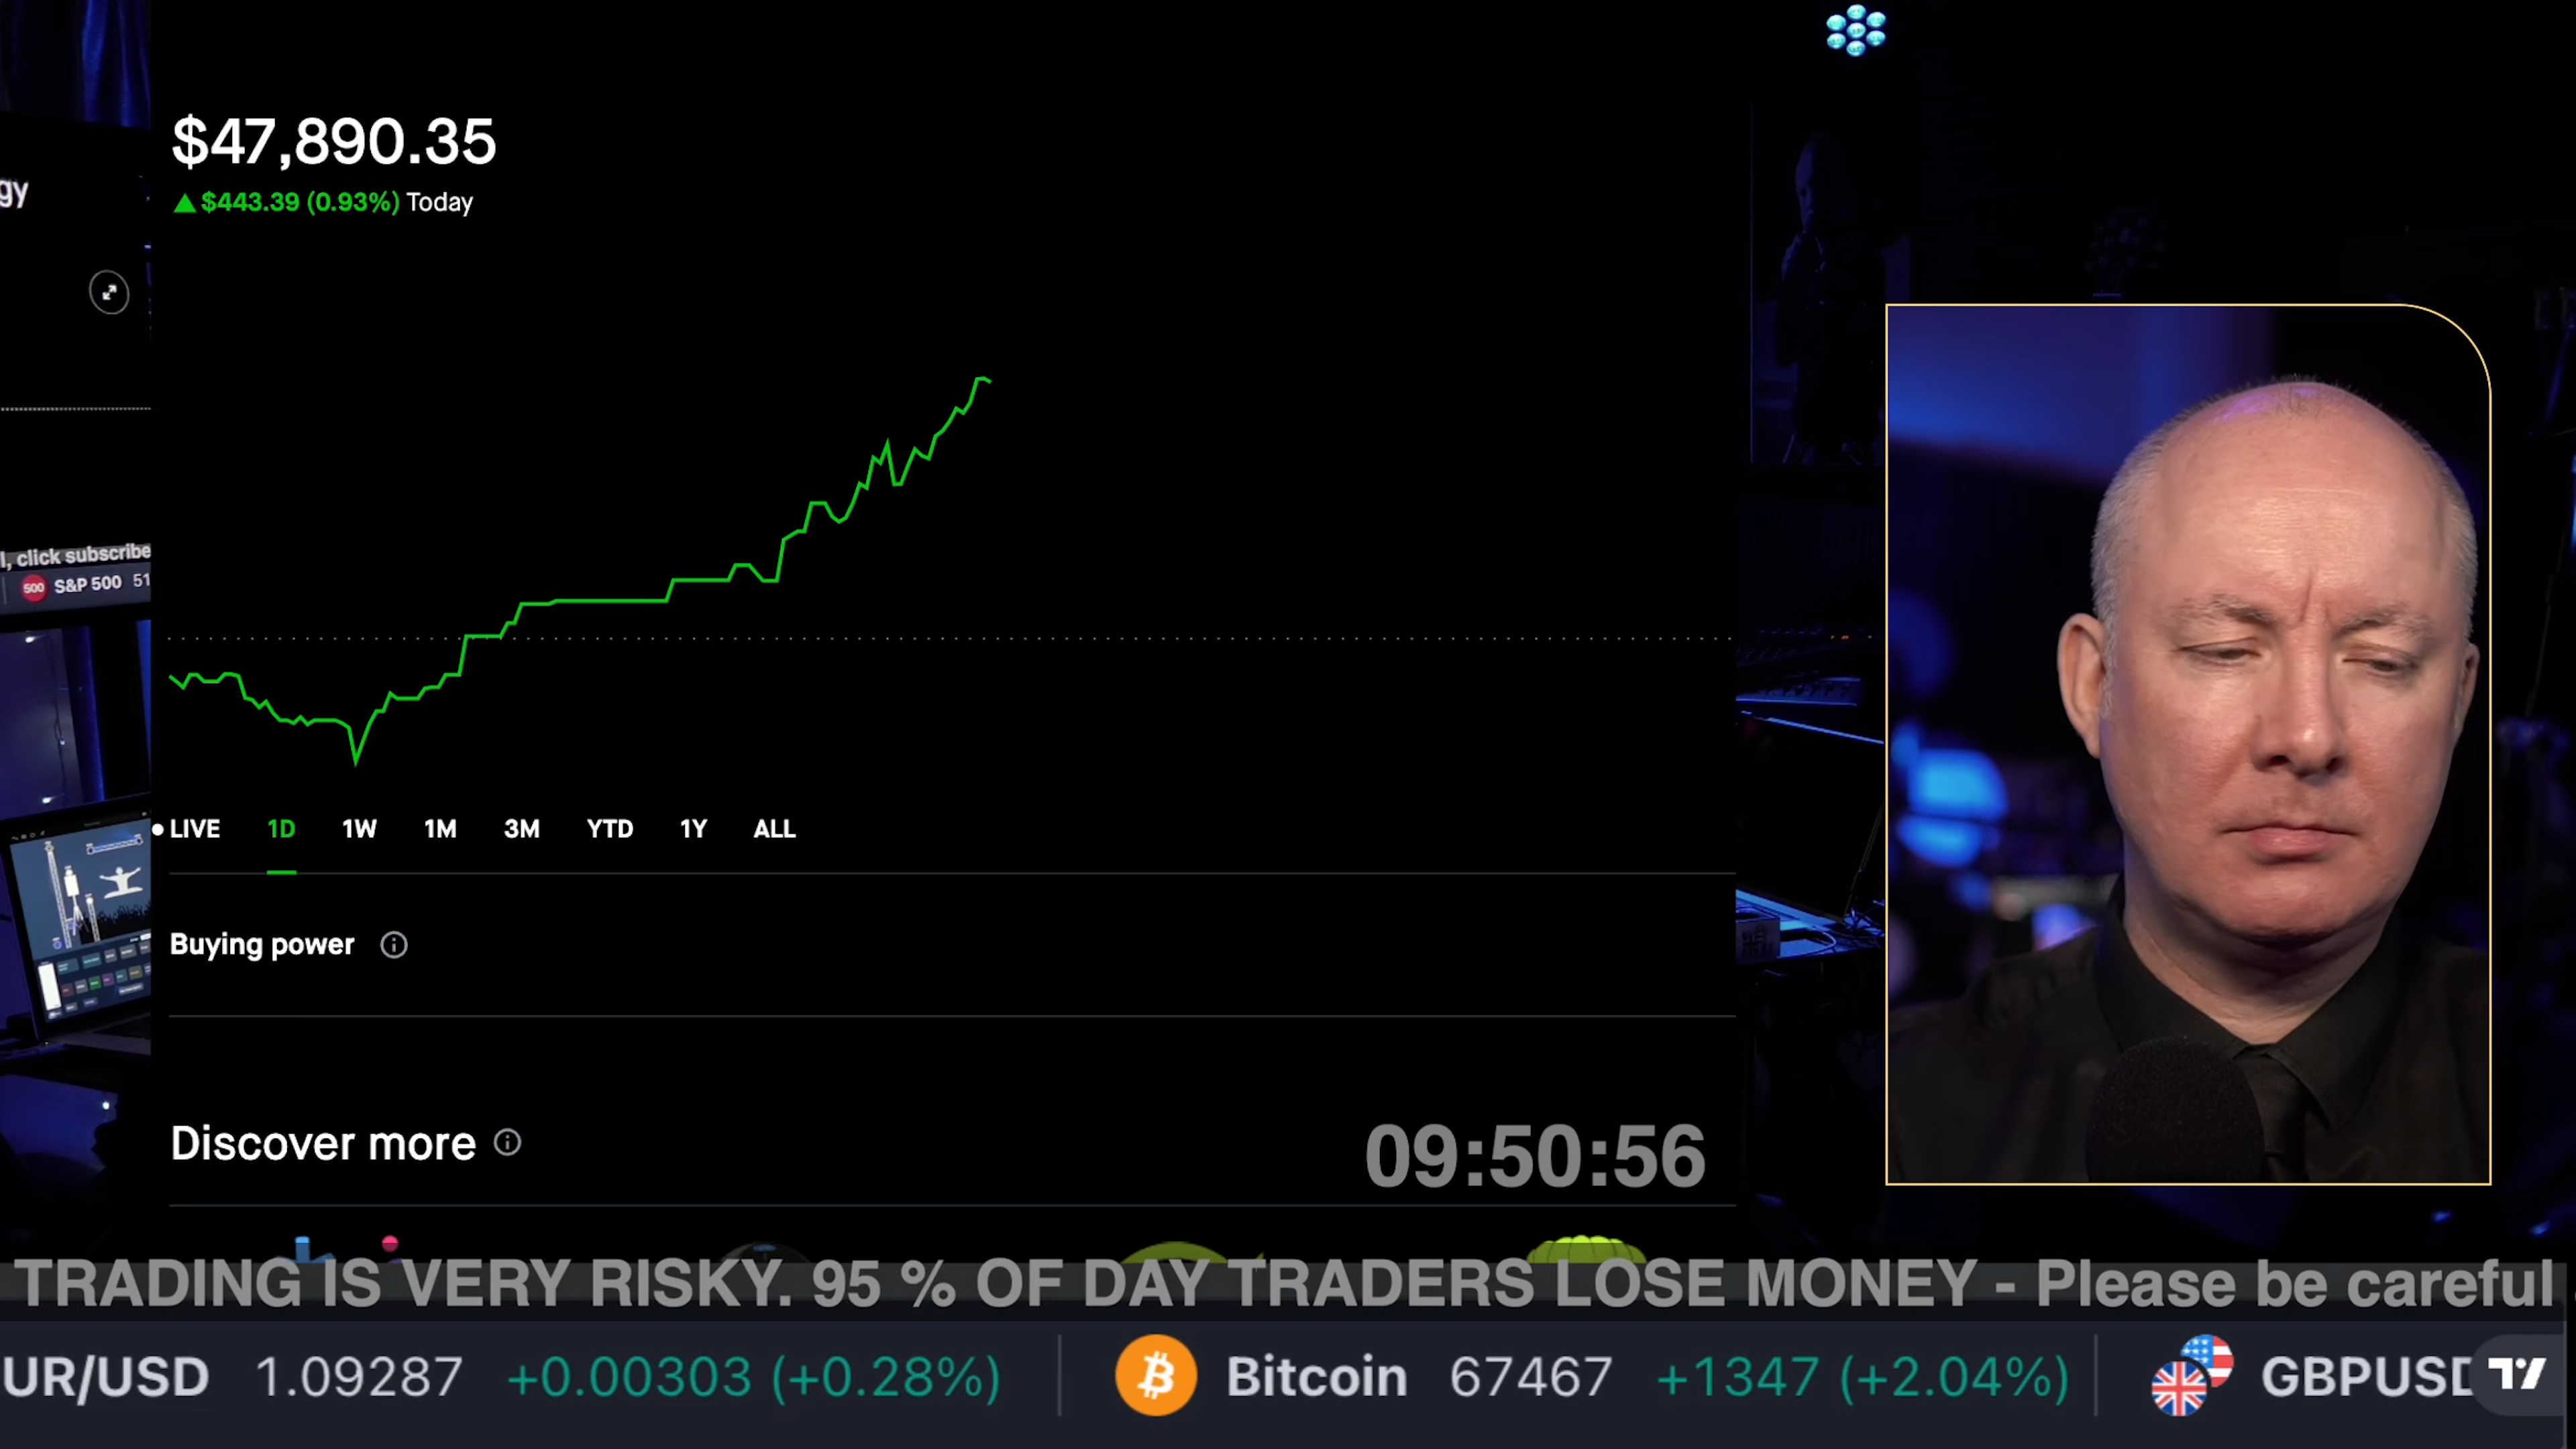 $47,890.35
▲ $443.39 (0.93%) Today
gy
l, click subscribe
500 S&P 500 51
LIVE 1D 1W 1M 3M YTD 1Y ALL
Buying power
Discover more
09:50:56
TRADING IS VERY RISKY. 95 % OF DAY TRADERS LOSE MONEY - Please be careful
UR/USD 1.09287 +0.00303 (+0.28%) Bitcoin 67467 +1347 (+2.04%) GBPUSD